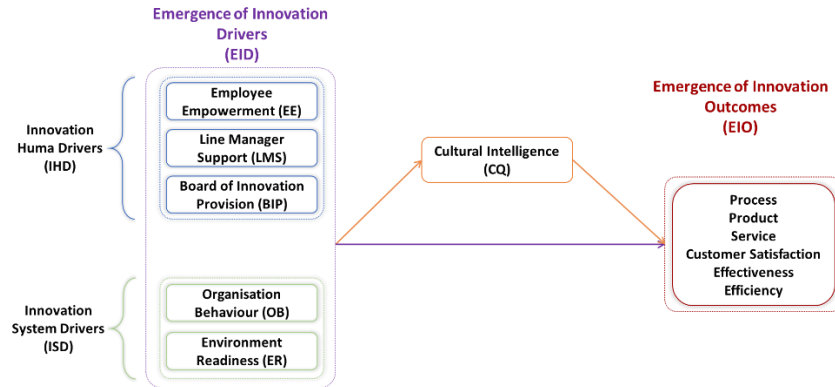 Emergence of Innovation
Drivers
(EID)
Employee
Empowerment (EE)
Line Manager
Support (LMS)
Board of Innovation
Provision (BIP)
Innovation
Huma Drivers
(IHD)
Organisation
Behaviour (OB)
Environment
Readiness (ER)
Innovation
System Drivers
(ISD)
Cultural Intelligence
(CQ)
Emergence of Innovation
Outcomes
(EIO)
Process
Product
Service
Customer Satisfaction
Effectiveness
Efficiency